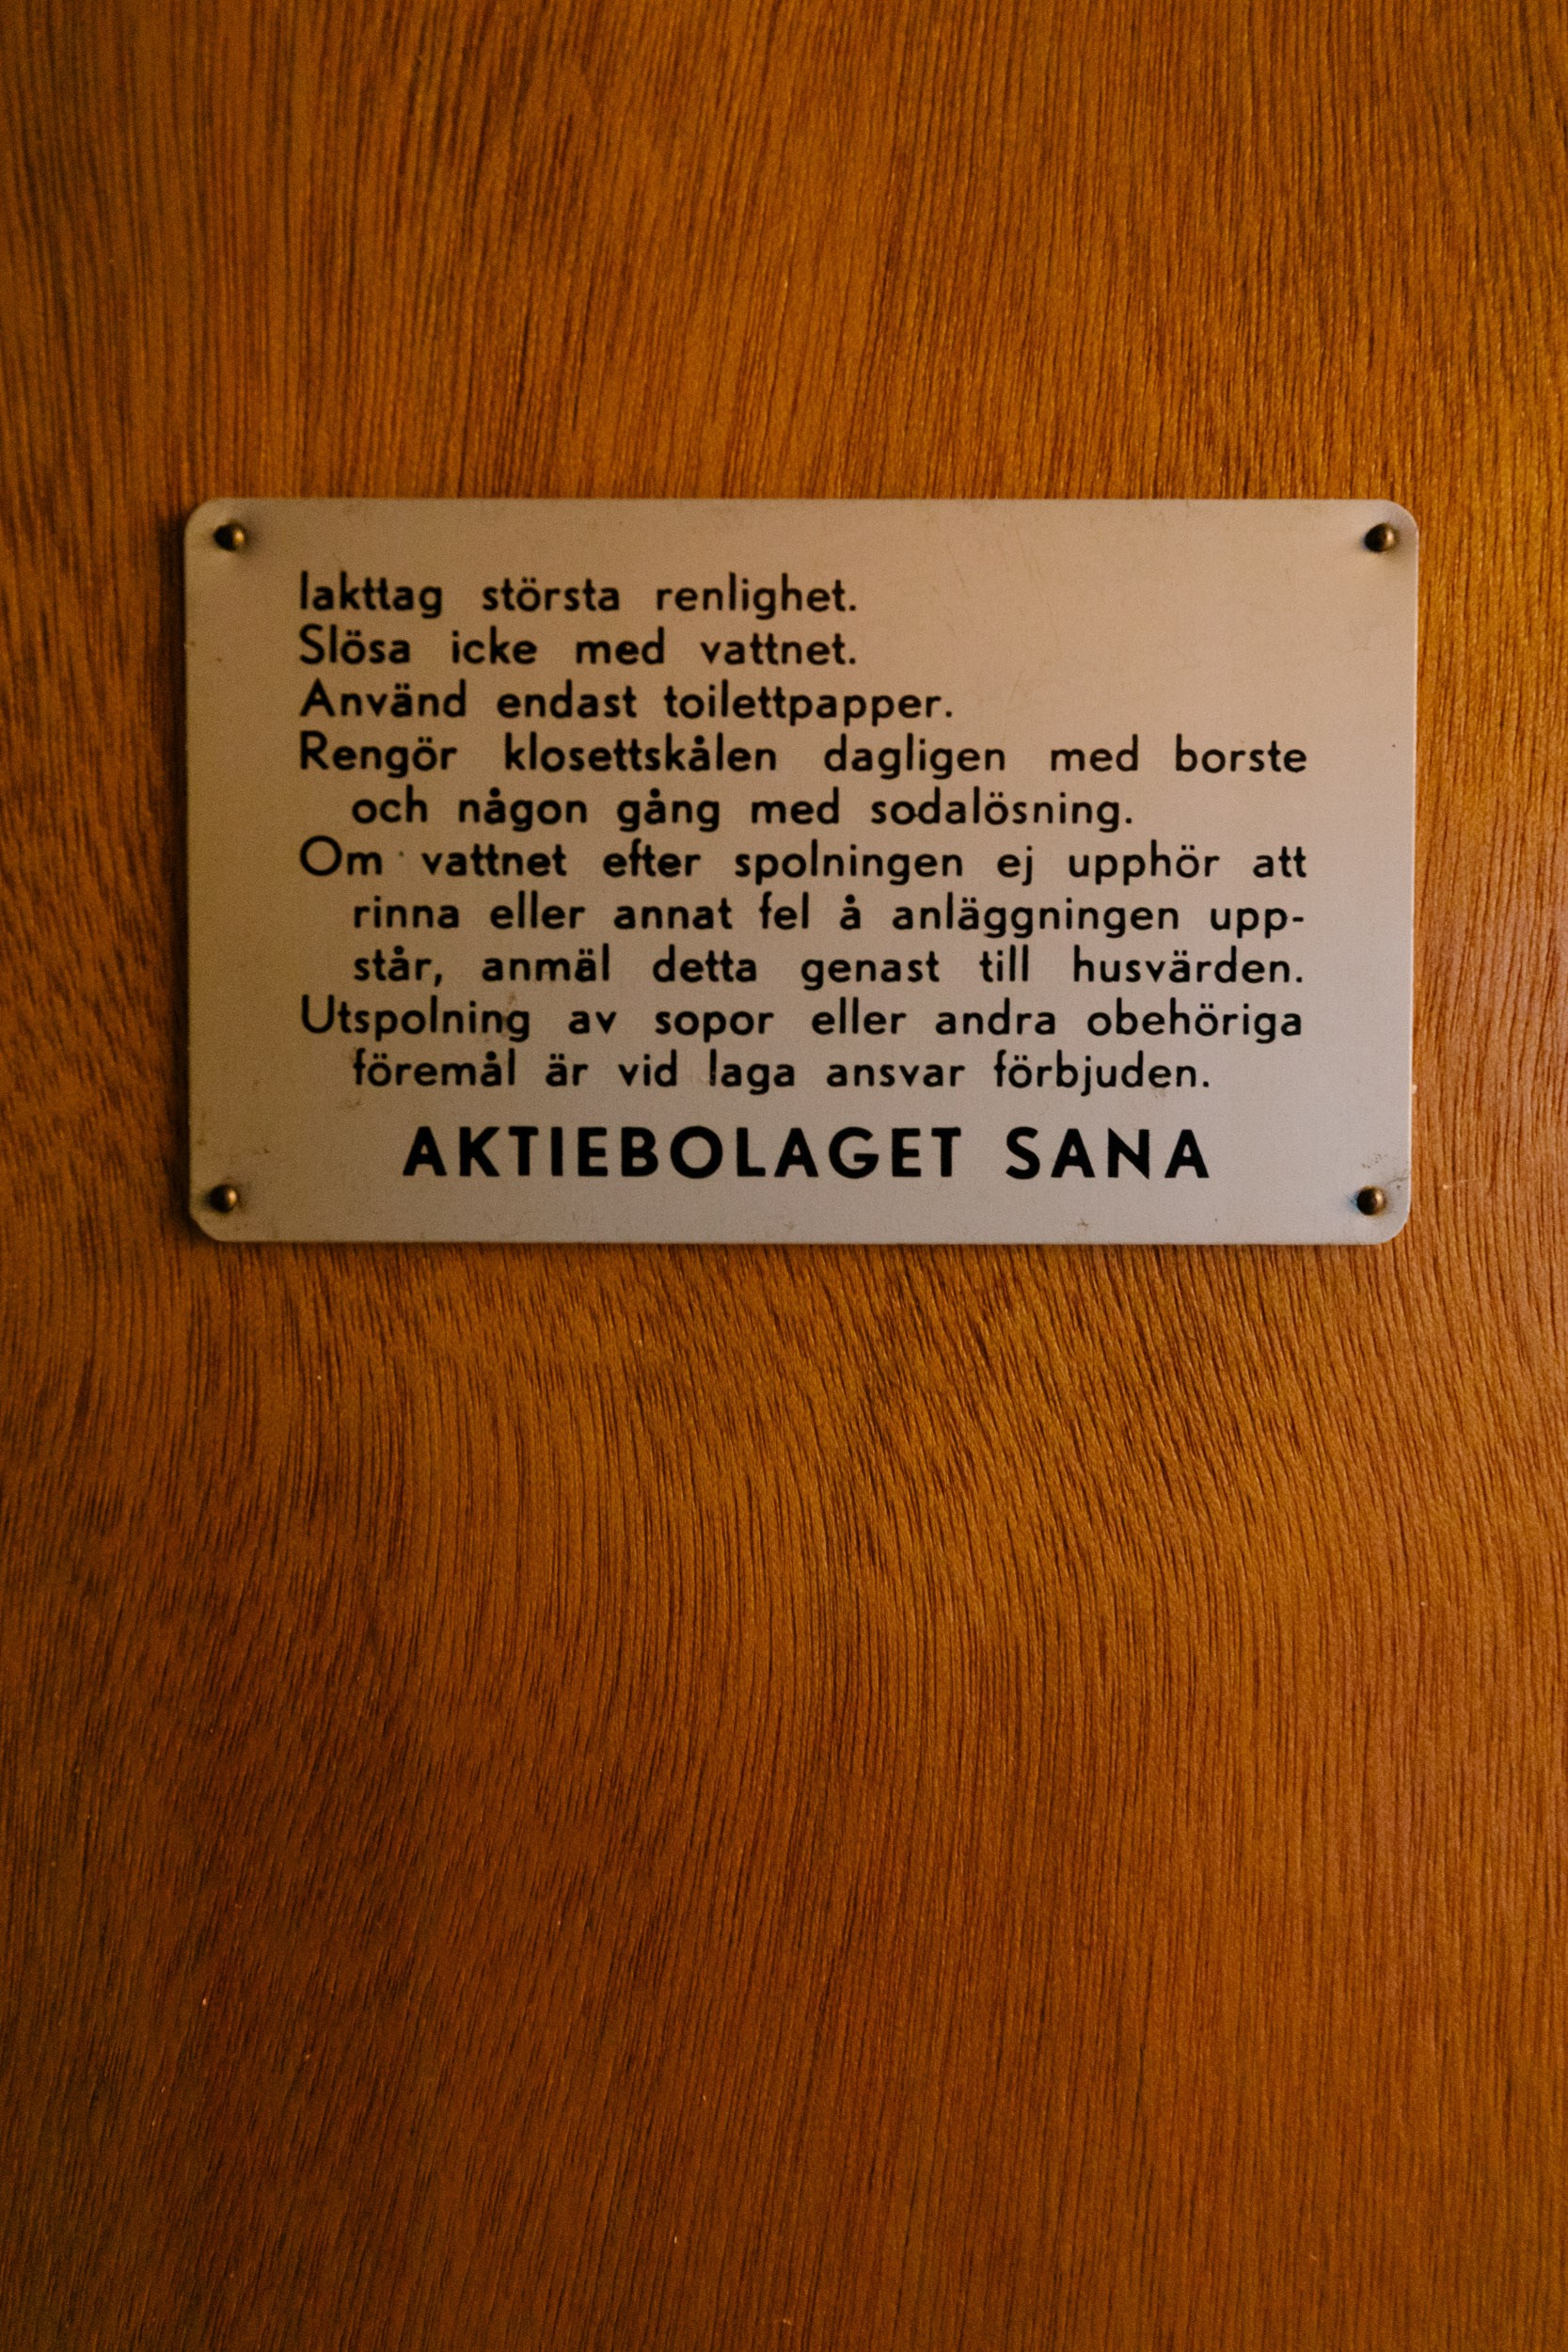 Iakttag största renlighet.
Slösa icke med vattnet.
Använd endast toilettpapper.
Rengör klosettskålen dagligen med borste
och någon gång med sodalösning.
Om vattnet efter spolningen ej upphör att
rinna eller annat fel å anläggningen upp-
står, anmäl detta genast till husvärden.
Utspolning av sopor eller andra obehöriga
föremål är vid laga ansvar förbjuden.
AKTIEBOLAGET SANA